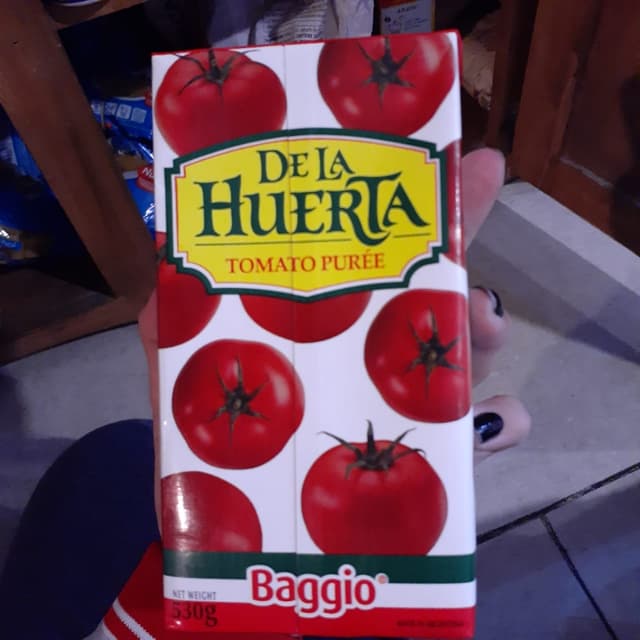 DE LA
HUERTA
TOMATO PURÉE
Baggio®
NET WEIGHT
530g